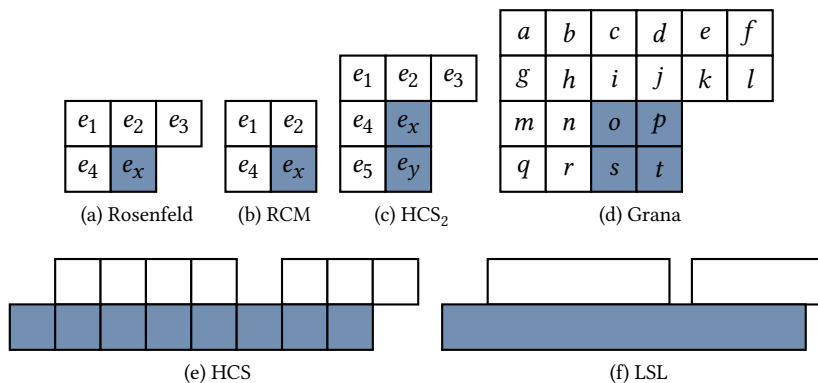 e₁ e₂ e₃
e₄ eₓ
(a) Rosenfeld
e₁ e₂
e₄ eₓ
(b) RCM
e₁ e₂ e₃
e₄ eₓ
e₅ e_y
(c) HCS₂
a b c d e f
g h i j k l
m n o p
q r s t
(d) Grana
(e) HCS
(f) LSL